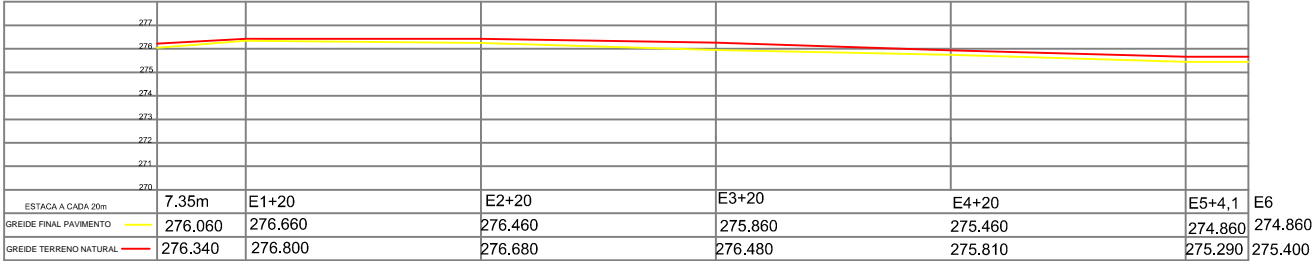 277
276
275
274
273
272
271
270
ESTACA A CADA 20m 7.35m E1+20 E2+20 E3+20 E4+20 E5+4,1 E6
GREIDE FINAL PAVIMENTO 276.060 276.660 276.460 275.860 275.460 274.860 274.860
GREIDE TERRENO NATURAL 276.340 276.800 276.680 276.480 275.810 275.290 275.400